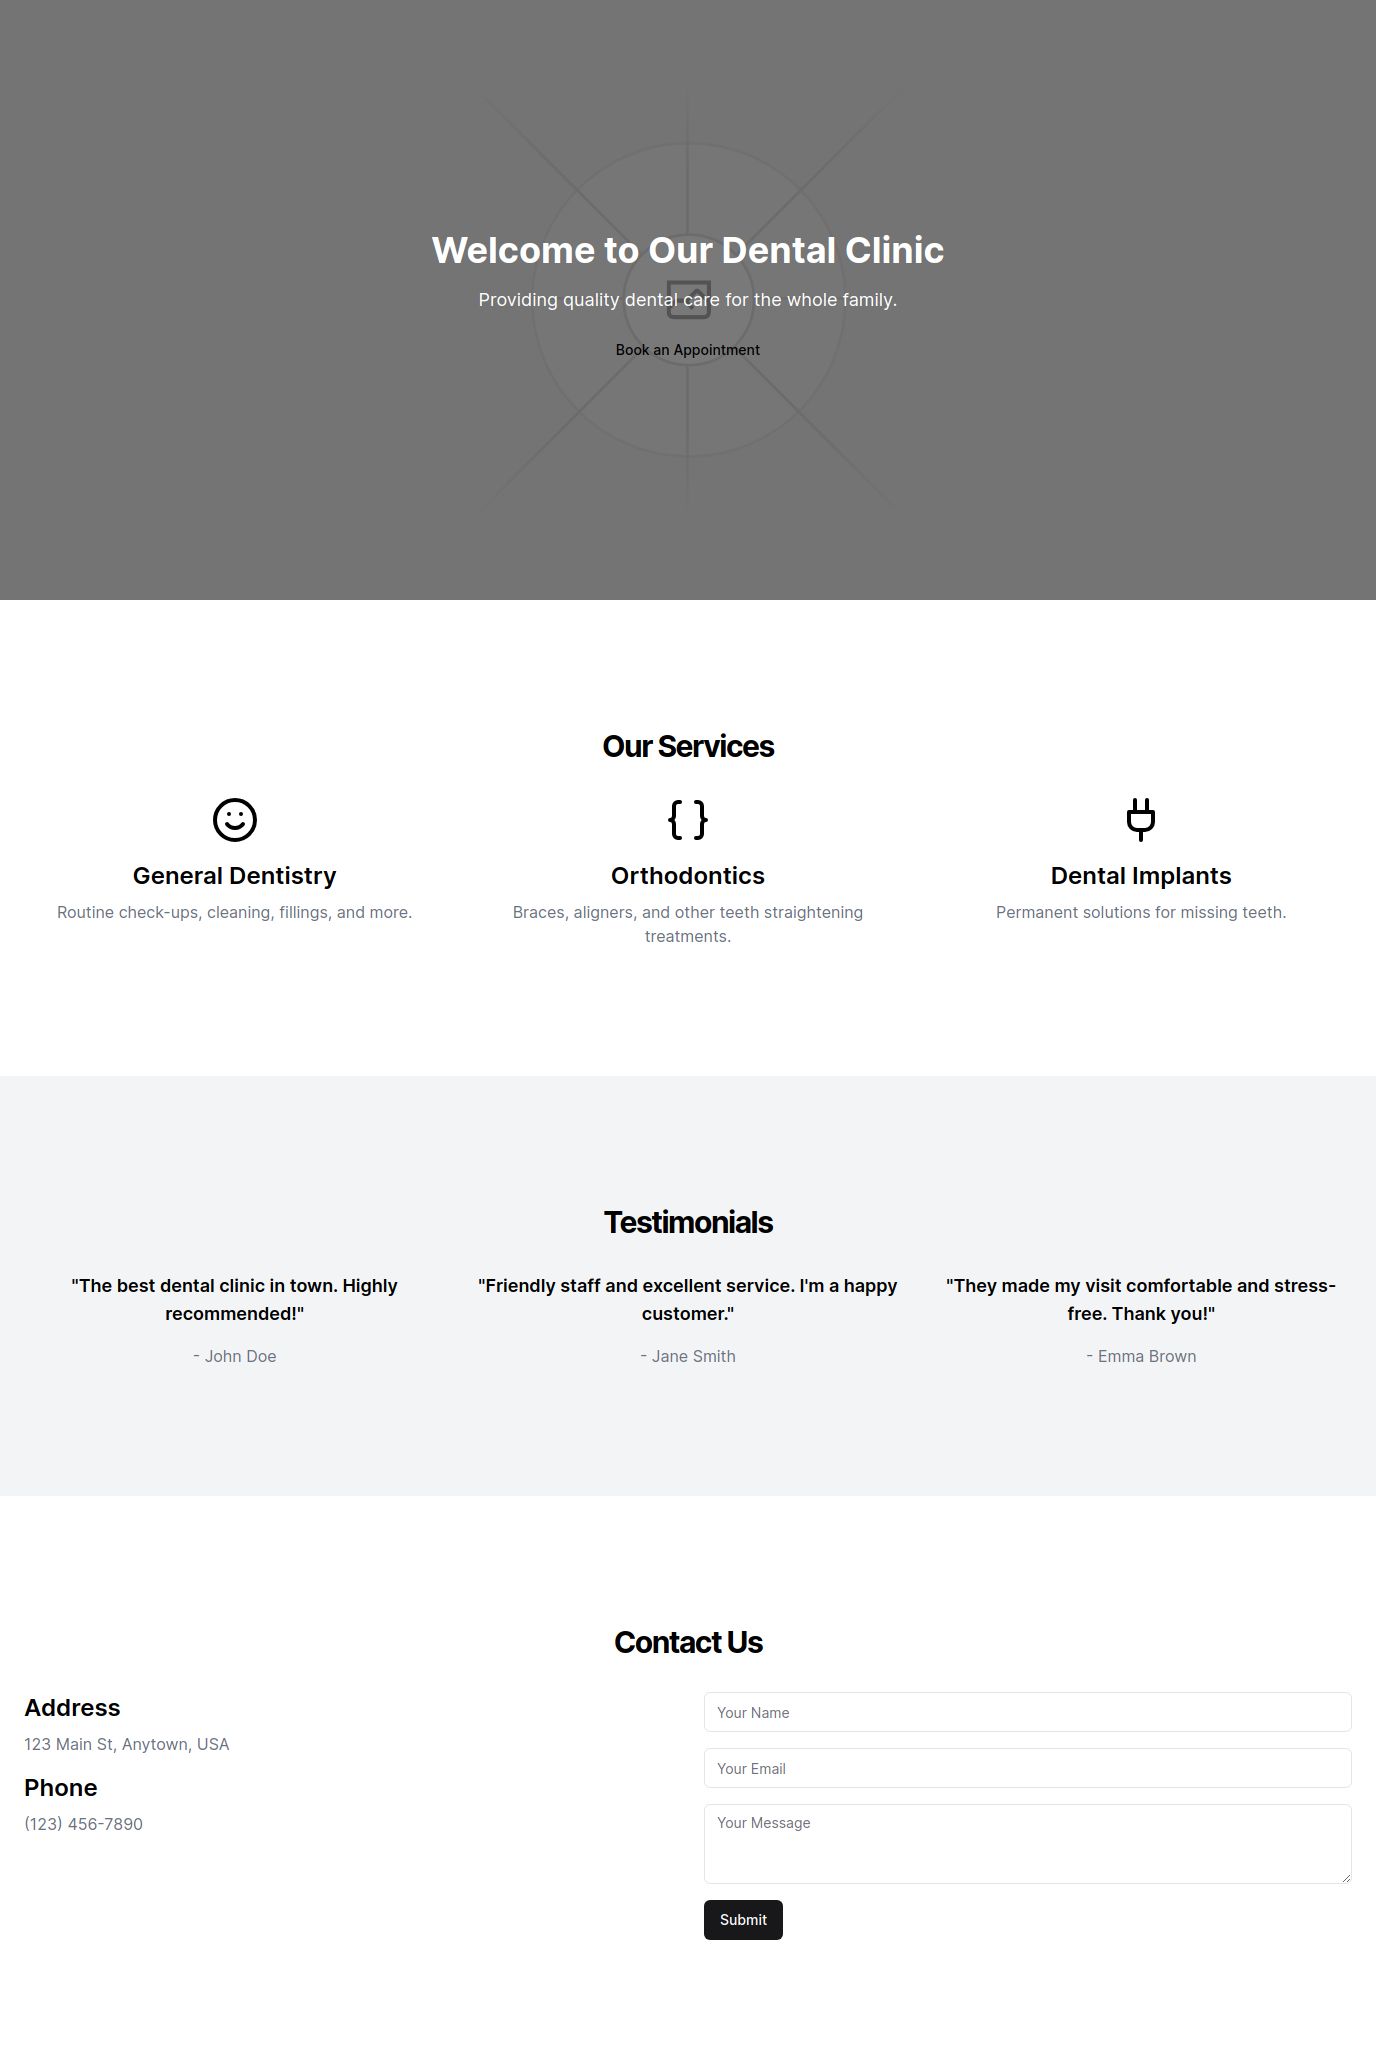 Welcome to Our Dental Clinic
Providing quality dental care for the whole family.
Book an Appointment
Our Services
General Dentistry
Routine check-ups, cleaning, fillings, and more.
Orthodontics
Braces, aligners, and other teeth straightening
treatments.
Dental Implants
Permanent solutions for missing teeth.
Testimonials
"The best dental clinic in town. Highly
recommended!"
- John Doe
"Friendly staff and excellent service. I'm a happy
customer."
- Jane Smith
"They made my visit comfortable and stress-
free. Thank you!"
- Emma Brown
Contact Us
Address
123 Main St, Anytown, USA
Phone
(123) 456-7890
Your Name
Your Email
Your Message
Submit